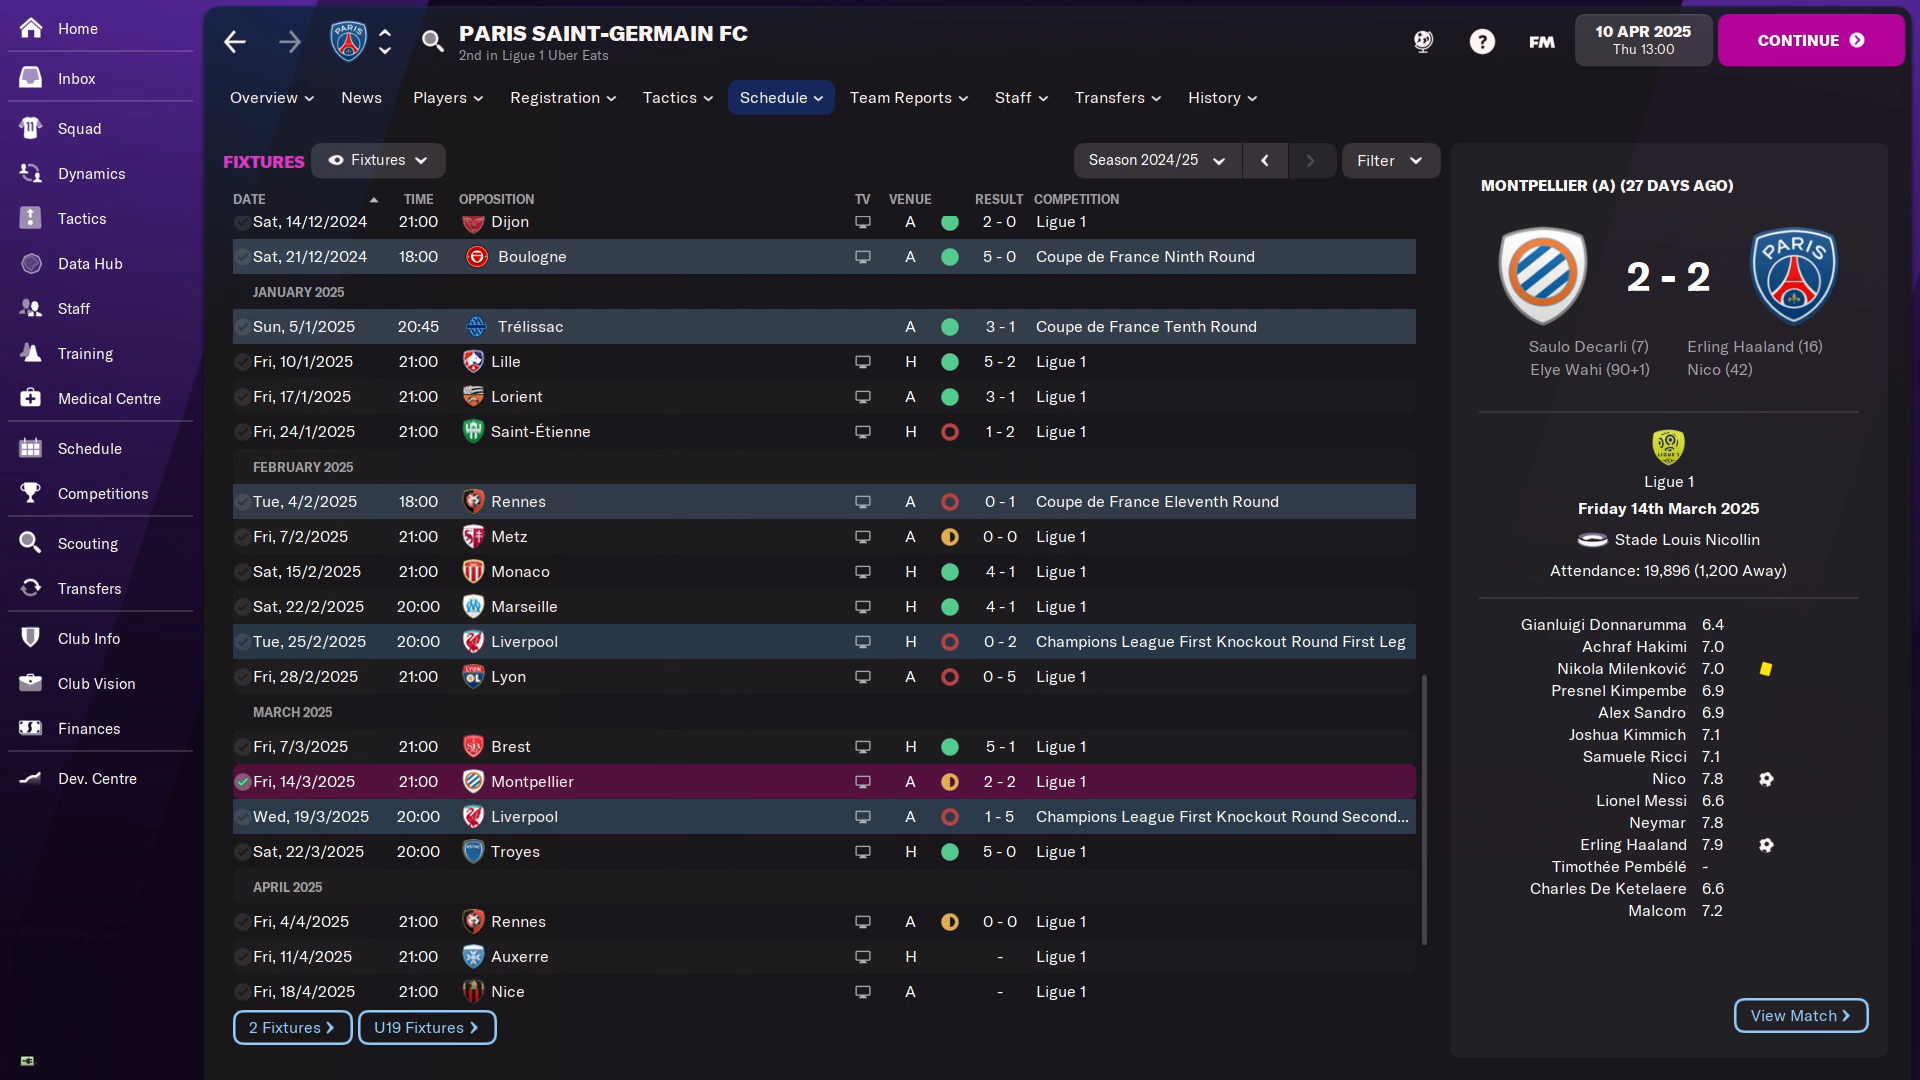 Home
Inbox
Squad
Dynamics
Tactics
Data Hub
Staff
Training
Medical Centre
Schedule
Competitions
Scouting
Transfers
Club Info
Club Vision
Finances
Dev. Centre
PARIS
PARIS SAINT-GERMAIN FC
2nd in Ligue 1 Uber Eats
FM
10 APR 2025
Thu 13:00
CONTINUE
Overview News Players Registration Tactics Schedule Team Reports Staff Transfers History
FIXTURES Fixtures Season 2024/25 Filter
DATE TIME OPPOSITION TV VENUE RESULT COMPETITION
Sat, 14/12/2024 21:00 Dijon A 2 - 0 Ligue 1
Sat, 21/12/2024 18:00 Boulogne A 5 - 0 Coupe de France Ninth Round
JANUARY 2025
Sun, 5/1/2025 20:45 Trélissac A 3 - 1 Coupe de France Tenth Round
Fri, 10/1/2025 21:00 Lille H 5 - 2 Ligue 1
Fri, 17/1/2025 21:00 Lorient A 3 - 1 Ligue 1
Fri, 24/1/2025 21:00 Saint-Étienne H 1 - 2 Ligue 1
FEBRUARY 2025
Tue, 4/2/2025 18:00 Rennes A 0 - 1 Coupe de France Eleventh Round
Fri, 7/2/2025 21:00 Metz A 0 - 0 Ligue 1
Sat, 15/2/2025 21:00 Monaco H 4 - 1 Ligue 1
Sat, 22/2/2025 20:00 Marseille H 4 - 1 Ligue 1
Tue, 25/2/2025 20:00 Liverpool H 0 - 2 Champions League First Knockout Round First Leg
Fri, 28/2/2025 21:00 Lyon A 0 - 5 Ligue 1
MARCH 2025
Fri, 7/3/2025 21:00 Brest H 5 - 1 Ligue 1
Fri, 14/3/2025 21:00 Montpellier A 2 - 2 Ligue 1
Wed, 19/3/2025 20:00 Liverpool A 1 - 5 Champions League First Knockout Round Second...
Sat, 22/3/2025 20:00 Troyes H 5 - 0 Ligue 1
APRIL 2025
Fri, 4/4/2025 21:00 Rennes A 0 - 0 Ligue 1
Fri, 11/4/2025 21:00 Auxerre H - Ligue 1
Fri, 18/4/2025 21:00 Nice A - Ligue 1
2 Fixtures U19 Fixtures
MONTPELLIER (A) (27 DAYS AGO)
2 - 2
PARIS
Saulo Decarli (7) Erling Haaland (16)
Elye Wahi (90+1) Nico (42)
LIGUE 1
Ligue 1
Friday 14th March 2025
Stade Louis Nicollin
Attendance: 19,896 (1,200 Away)
Gianluigi Donnarumma 6.4
Achraf Hakimi 7.0
Nikola Milenković 7.0
Presnel Kimpembe 6.9
Alex Sandro 6.9
Joshua Kimmich 7.1
Samuele Ricci 7.1
Nico 7.8
Lionel Messi 6.6
Neymar 7.8
Erling Haaland 7.9
Timothée Pembélé -
Charles De Ketelaere 6.6
Malcom 7.2
View Match